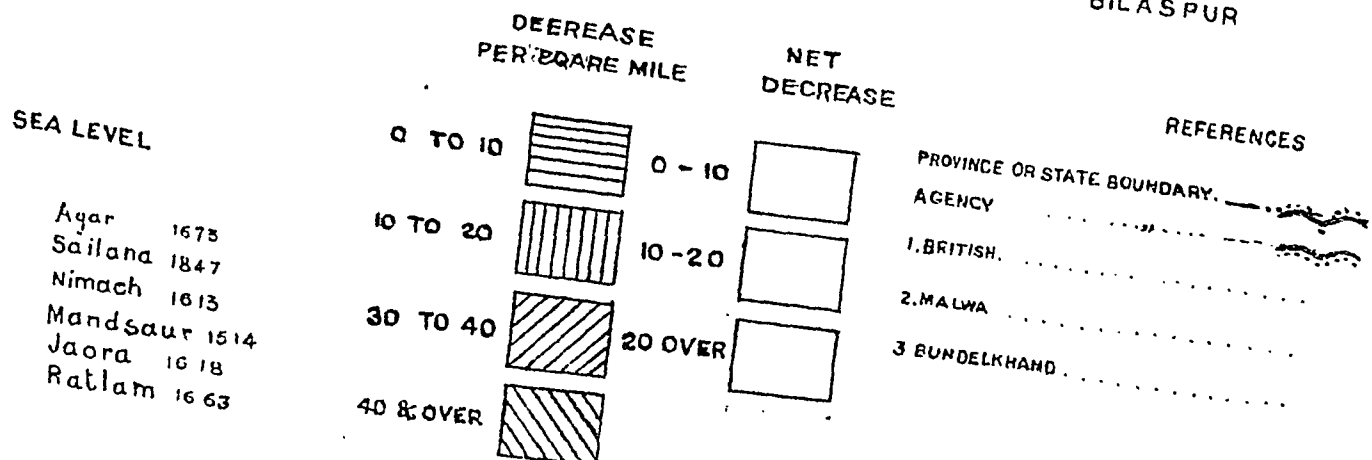 BILASPUR
DEEREASE
PER EQARE MILE
NET
DECREASE
SEA LEVEL
Agar 1673
Sailana 1847
Nimach 1613
Mandsaur 1514
Jaora 1618
Ratlam 1663
0 TO 10
10 TO 20
30 TO 40
40 & OVER
0 - 10
10 - 20
20 OVER
REFERENCES
PROVINCE OR STATE BOUNDARY.
AGENCY . . . . ,, . . . .
1. BRITISH. . . . . . . . . . . . . . . . .
2. MALWA . . . . . . . . . . . . . . .
3 BUNDELKHAND . . . . . . . . . . . .